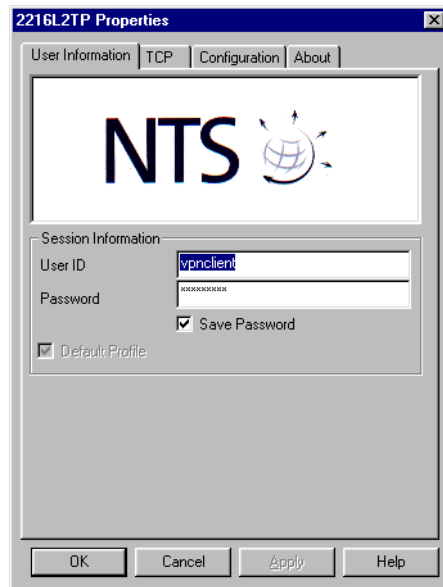 2216L2TP Properties
User Information TCP Configuration About
NTS
Session Information
User ID vpnclient
Password *********
Save Password
Default Profile
OK Cancel Apply Help